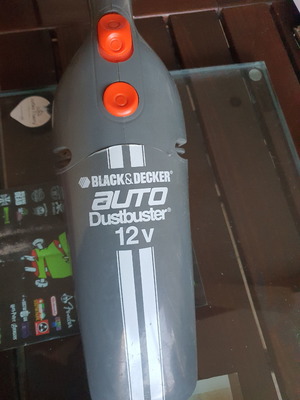 BLACK&DECKER®
AUTO
Dustbuster®
12 V